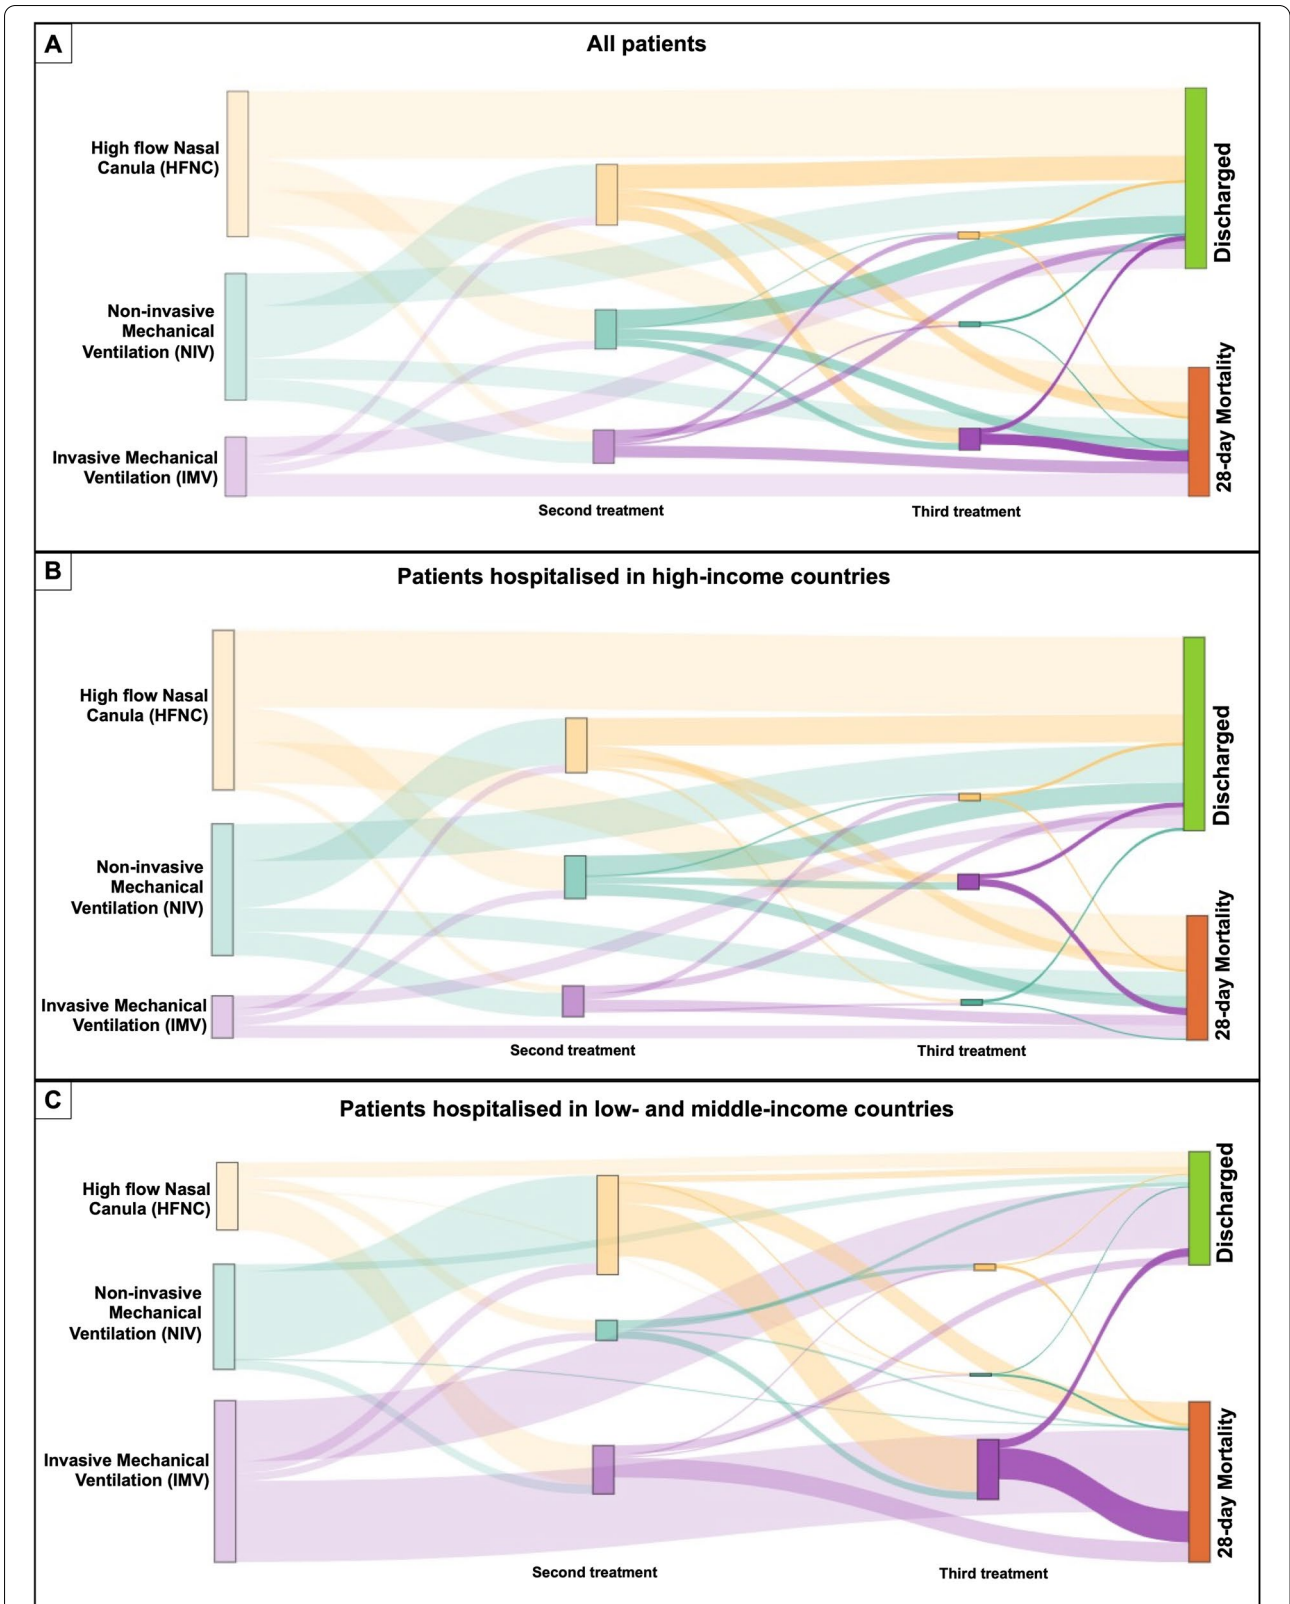 A
All patients
High flow Nasal
Canula (HFNC)
Non-invasive
Mechanical
Ventilation (NIV)
Invasive Mechanical
Ventilation (IMV)
Discharged
28-day Mortality
Second treatment
Third treatment
B
Patients hospitalised in high-income countries
High flow Nasal
Canula (HFNC)
Non-invasive
Mechanical
Ventilation (NIV)
Invasive Mechanical
Ventilation (IMV)
Discharged
28-day Mortality
Second treatment
Third treatment
C
Patients hospitalised in low- and middle-income countries
High flow Nasal
Canula (HFNC)
Non-invasive
Mechanical
Ventilation (NIV)
Invasive Mechanical
Ventilation (IMV)
Discharged
28-day Mortality
Second treatment
Third treatment